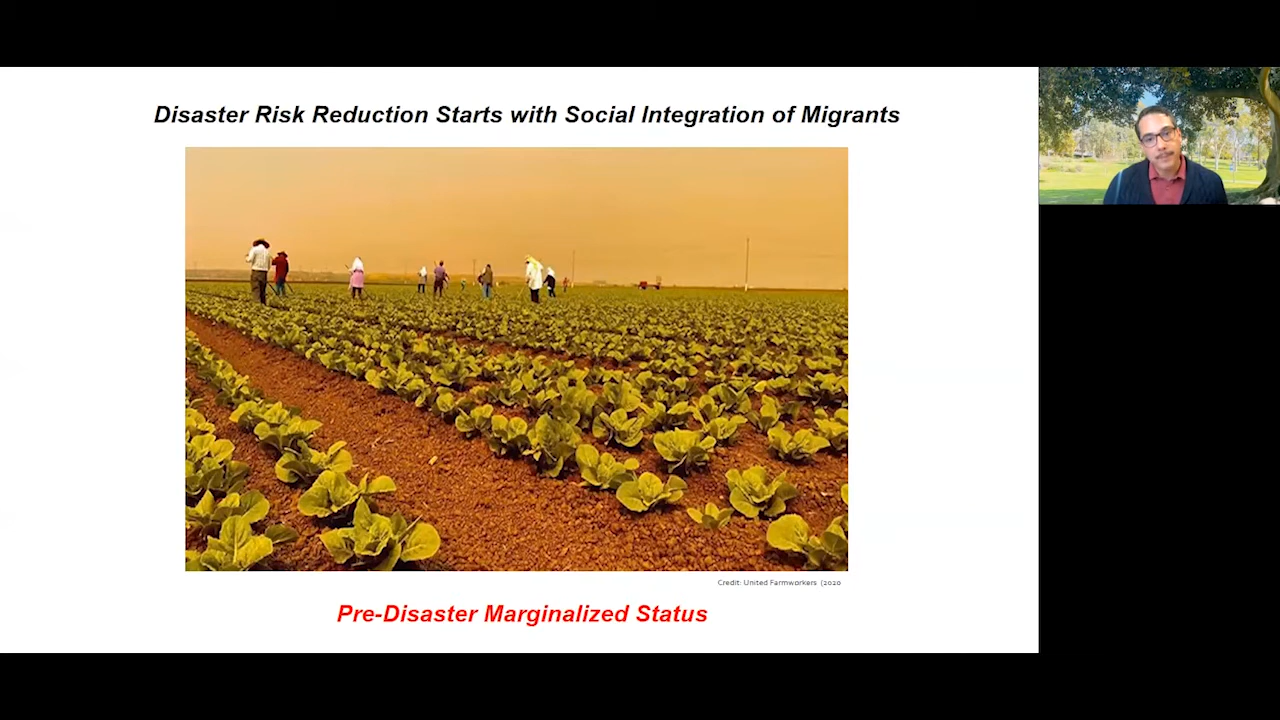 Disaster Risk Reduction Starts with Social Integration of Migrants
Credit: United Farmworkers (2020
Pre-Disaster Marginalized Status